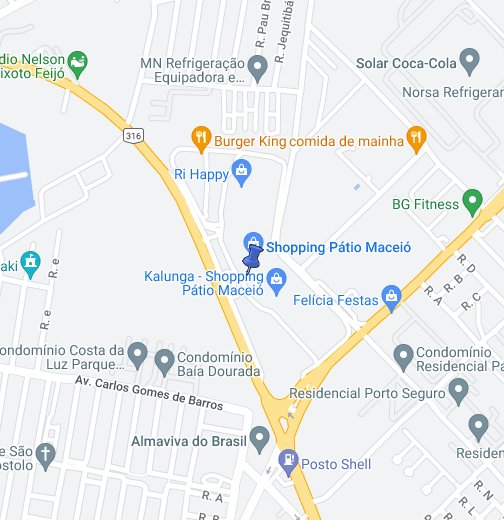 R. Pau Br
R. Jequitibá
dio Nelson
ixoto Feijó
MN Refrigeração
Equipadora e...
Solar Coca-Cola
Norsa Refrigeran
316
Burger King
comida de mainha
Ri Happy
BG Fitness
Shopping Pátio Maceió
aki
R. e
R. e
Kalunga - Shopping
Pátio Maceió
Felícia Festas
R. D
R. B
R. A
R. C
Condomínio Costa da
Luz Parque...
Condomínio
Baía Dourada
Condomínio
Residencial Pa
Av. Carlos Gomes de Barros
Residencial Porto Seguro
Almaviva do Brasil
Residen
e São
ostolo
Posto Shell
R. A
R. B